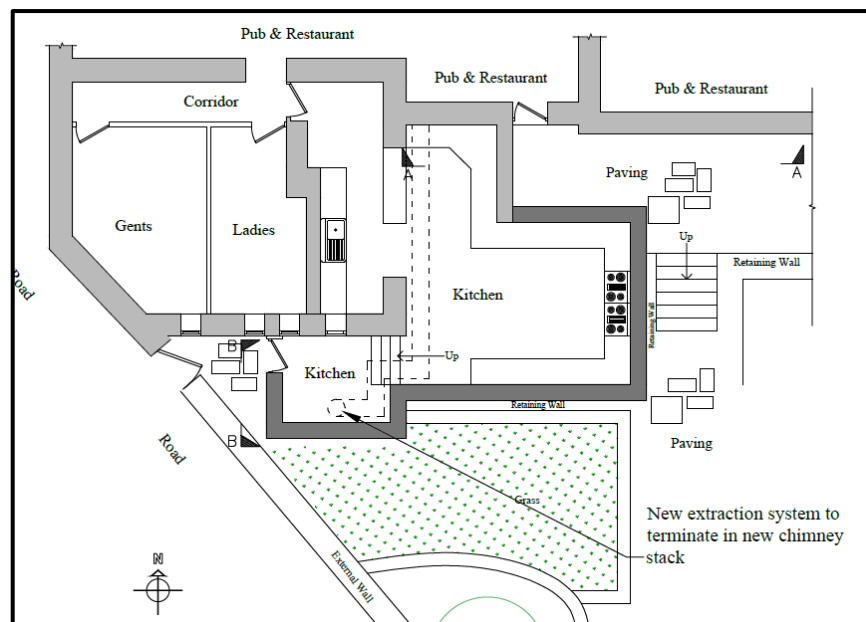 Pub & Restaurant
Pub & Restaurant
Pub & Restaurant
Corridor
A
Paving
A
Gents
Ladies
Up
Retaining Wall
Road
Kitchen
Retaining Wall
B
Up
Kitchen
Retaining Wall
B
Road
Paving
Grass
New extraction system to
terminate in new chimney
stack
N
External Wall